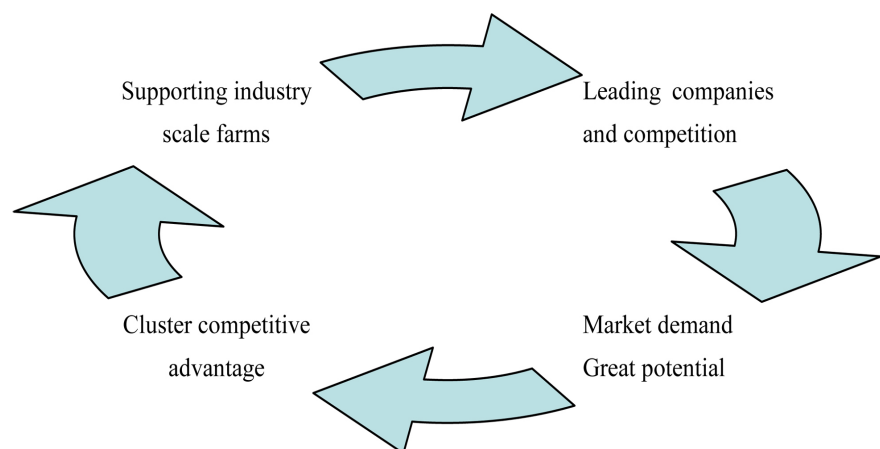 Supporting industry
scale farms
Leading companies
and competition
Cluster competitive
advantage
Market demand
Great potential